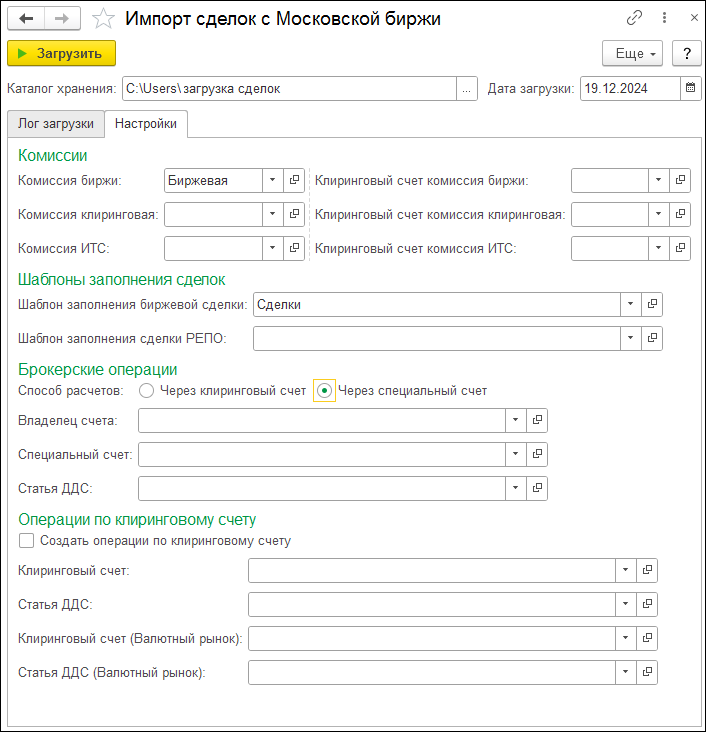 Импорт сделок с Московской биржи
Загрузить Еще ?
Каталог хранения: C:\Users\ загрузка сделок ... Дата загрузки: 19.12.2024
Лог загрузки Настройки
Комиссии
Комиссия биржи: Биржевая Клиринговый счет комиссия биржи:
Комиссия клиринговая: Клиринговый счет комиссия клиринговая:
Комиссия ИТС: Клиринговый счет комиссия ИТС:
Шаблоны заполнения сделок
Шаблон заполнения биржевой сделки: Сделки
Шаблон заполнения сделки РЕПО:
Брокерские операции
Способ расчетов: Через клиринговый счет Через специальный счет
Владелец счета:
Специальный счет:
Статья ДДС:
Операции по клиринговому счету
Создать операции по клиринговому счету
Клиринговый счет:
Статья ДДС:
Клиринговый счет (Валютный рынок):
Статья ДДС (Валютный рынок):